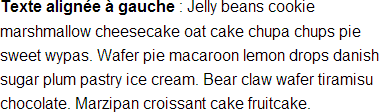 Texte alignée à gauche : Jelly beans cookie
marshmallow cheesecake oat cake chupa chups pie
sweet wypas. Wafer pie macaroon lemon drops danish
sugar plum pastry ice cream. Bear claw wafer tiramisu
chocolate. Marzipan croissant cake fruitcake.